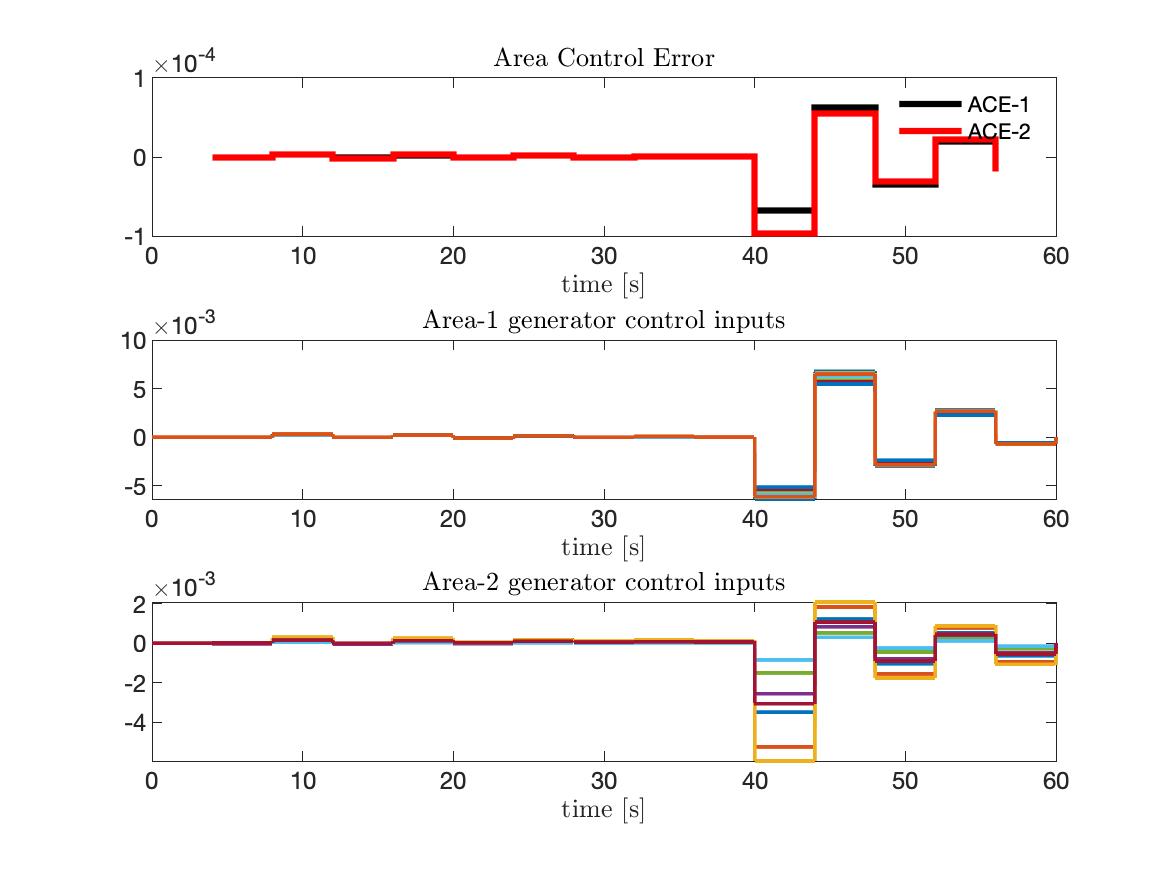 Area Control Error
×10-4
1
0
-1
ACE-1
ACE-2
0 10 20 30 40 50 60
time [s]
Area-1 generator control inputs
×10-3
10
5
0
-5
0 10 20 30 40 50 60
time [s]
Area-2 generator control inputs
×10-3
2
0
-2
-4
0 10 20 30 40 50 60
time [s]